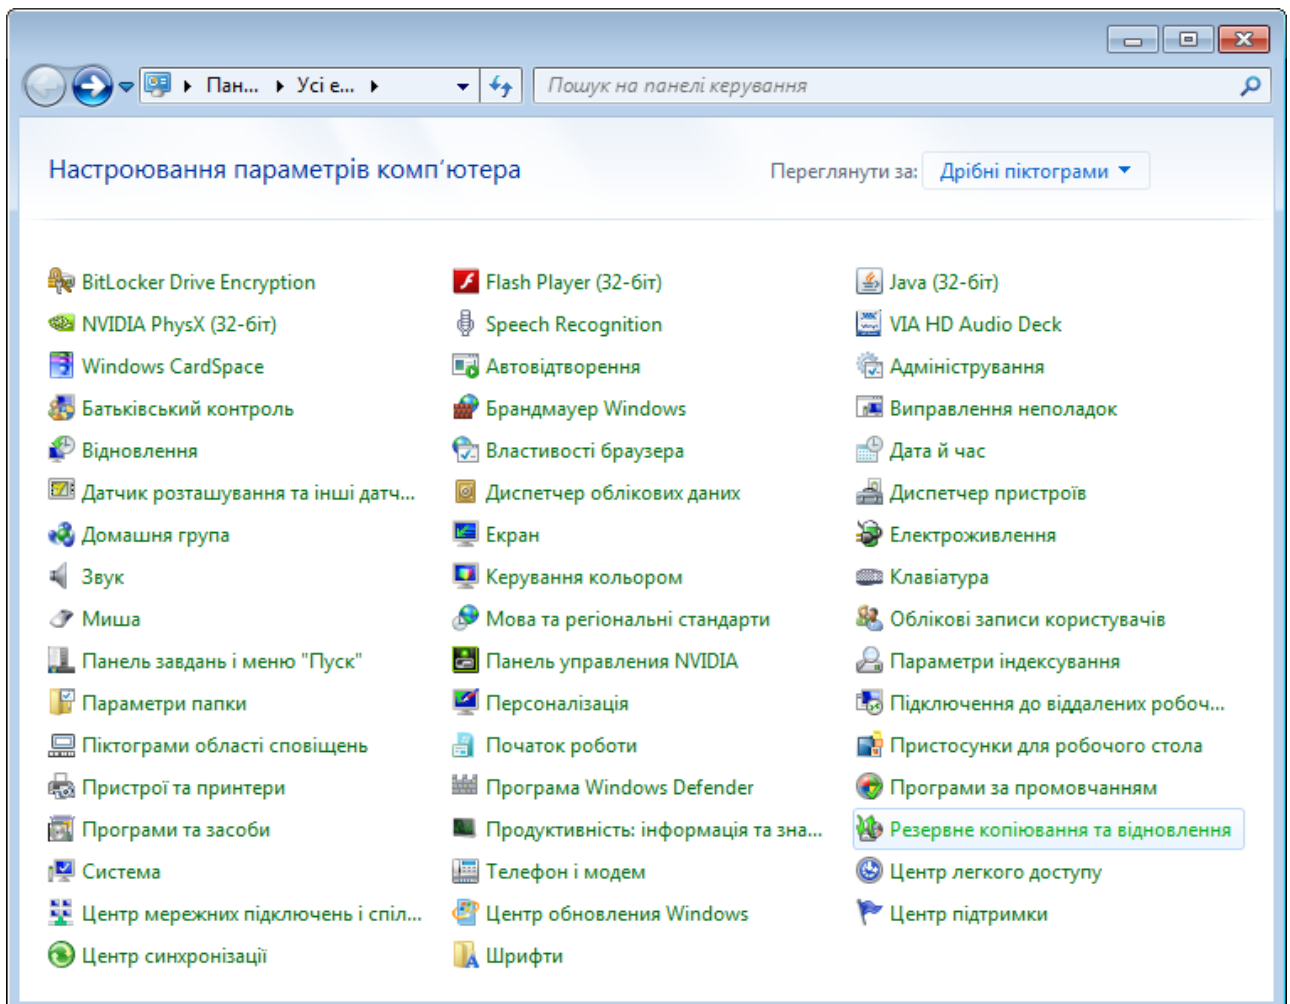 Пан... Усі е...
Пошук на панелі керування
Настроювання параметрів комп'ютера
Переглянути за: Дрібні піктограми
BitLocker Drive Encryption Flash Player (32-біт) Java (32-біт)
NVIDIA PhysX (32-біт) Speech Recognition VIA HD Audio Deck
Windows CardSpace Автовідтворення Адміністрування
Батьківський контроль Брандмауер Windows Виправлення неполадок
Відновлення Властивості браузера Дата й час
Датчик розташування та інші датч... Диспетчер облікових даних Диспетчер пристроїв
Домашня група Екран Електроживлення
Звук Керування кольором Клавіатура
Миша Мова та регіональні стандарти Облікові записи користувачів
Панель завдань і меню "Пуск" Панель управления NVIDIA Параметри індексування
Параметри папки Персоналізація Підключення до віддалених робоч...
Піктограми області сповіщень Початок роботи Пристосунки для робочого стола
Пристрої та принтери Програма Windows Defender Програми за промовчанням
Програми та засоби Продуктивність: інформація та зна... Резервне копіювання та відновлення
Система Телефон і модем Центр легкого доступу
Центр мережних підключень і спіл... Центр обновления Windows Центр підтримки
Центр синхронізації Шрифти